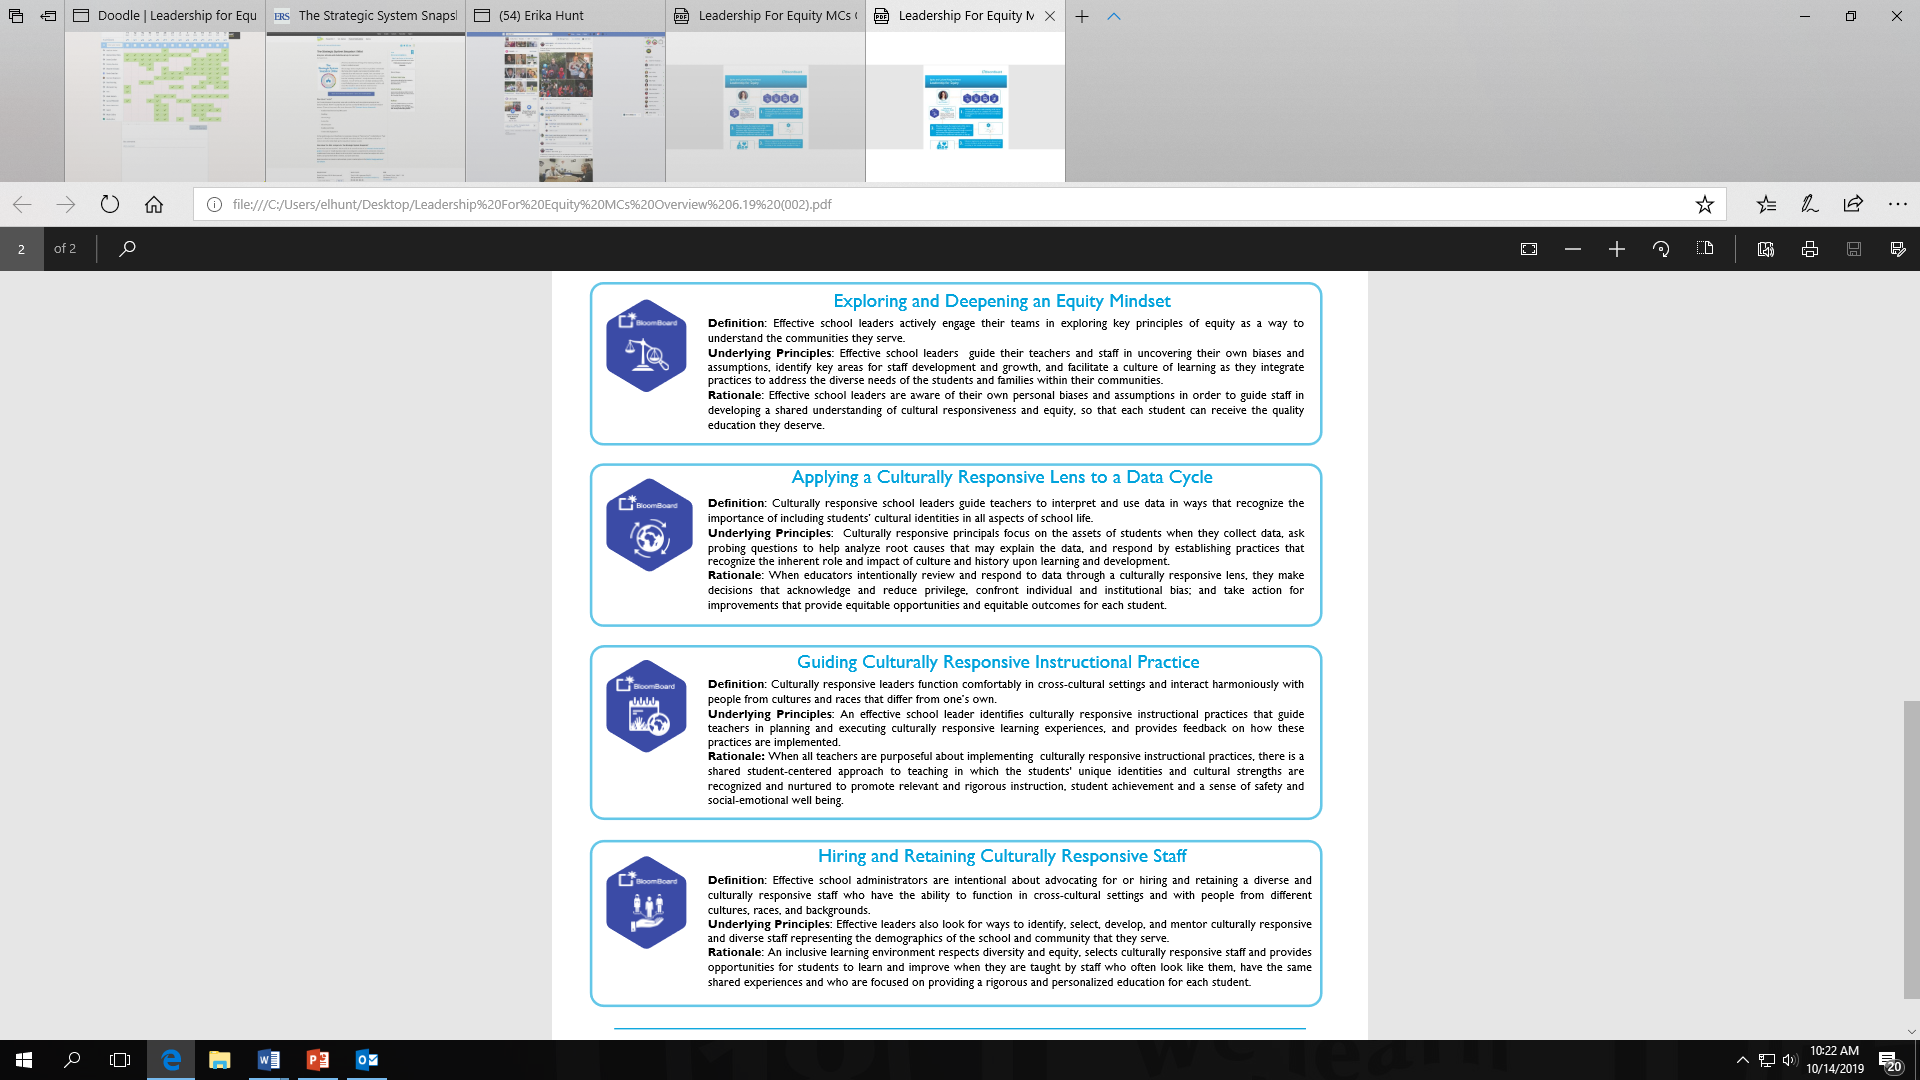 Doodle | Leadership for Equ
ERS The Strategic System Snapsl
(54) Erika Hunt
PDF Leadership For Equity MCs
PDF Leadership For Equity M
file:///C:/Users/elhunt/Desktop/Leadership%20For%20Equity%20MCs%20Overview%206.19%20(002).pdf
2 of 2
Exploring and Deepening an Equity Mindset
BloomBoard
Definition: Effective school leaders actively engage their teams in exploring key principles of equity as a way to
understand the communities they serve.
Underlying Principles: Effective school leaders guide their teachers and staff in uncovering their own biases and
assumptions, identify key areas for staff development and growth, and facilitate a culture of learning as they integrate
practices to address the diverse needs of the students and families within their communities.
Rationale: Effective school leaders are aware of their own personal biases and assumptions in order to guide staff in
developing a shared understanding of cultural responsiveness and equity, so that each student can receive the quality
education they deserve.
Applying a Culturally Responsive Lens to a Data Cycle
BloomBoard
Definition: Culturally responsive school leaders guide teachers to interpret and use data in ways that recognize the
importance of including students' cultural identities in all aspects of school life.
Underlying Principles: Culturally responsive principals focus on the assets of students when they collect data, ask
probing questions to help analyze root causes that may explain the data, and respond by establishing practices that
recognize the inherent role and impact of culture and history upon learning and development.
Rationale: When educators intentionally review and respond to data through a culturally responsive lens, they make
decisions that acknowledge and reduce privilege, confront individual and institutional bias; and take action for
improvements that provide equitable opportunities and equitable outcomes for each student.
Guiding Culturally Responsive Instructional Practice
BloomBoard
Definition: Culturally responsive leaders function comfortably in cross-cultural settings and interact harmoniously with
people from cultures and races that differ from one's own.
Underlying Principles: An effective school leader identifies culturally responsive instructional practices that guide
teachers in planning and executing culturally responsive learning experiences, and provides feedback on how these
practices are implemented.
Rationale: When all teachers are purposeful about implementing culturally responsive instructional practices, there is a
shared student-centered approach to teaching in which the students' unique identities and cultural strengths are
recognized and nurtured to promote relevant and rigorous instruction, student achievement and a sense of safety and
social-emotional well being.
Hiring and Retaining Culturally Responsive Staff
BloomBoard
Definition: Effective school administrators are intentional about advocating for or hiring and retaining a diverse and
culturally responsive staff who have the ability to function in cross-cultural settings and with people from different
cultures, races, and backgrounds.
Underlying Principles: Effective leaders also look for ways to identify, select, develop, and mentor culturally responsive
and diverse staff representing the demographics of the school and community that they serve.
Rationale: An inclusive learning environment respects diversity and equity, selects culturally responsive staff and provides
opportunities for students to learn and improve when they are taught by staff who often look like them, have the same
shared experiences and who are focused on providing a rigorous and personalized education for each student.
we learn
10:22 AM
10/14/2019
20